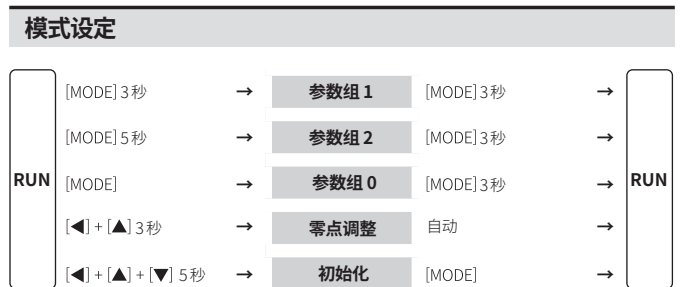 模式设定
[MODE] 3 秒 → 参数组 1 [MODE] 3 秒 →
[MODE] 5 秒 → 参数组 2 [MODE] 3 秒 →
RUN [MODE] → 参数组 0 [MODE] 3 秒 → RUN
[◀] + [▲] 3 秒 → 零点调整 自动 →
[◀] + [▲] + [▼] 5 秒 → 初始化 [MODE] →